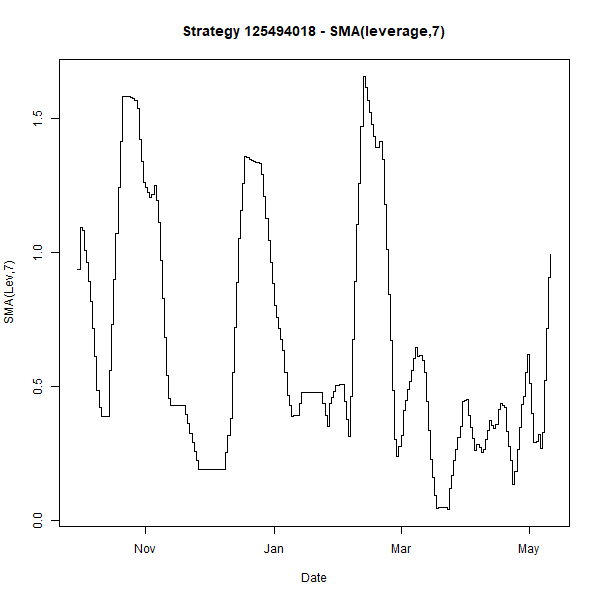 Strategy 125494018 - SMA(leverage,7)
SMA(Lev,7)
1.5
1.0
0.5
0.0
Nov Jan Mar May
Date